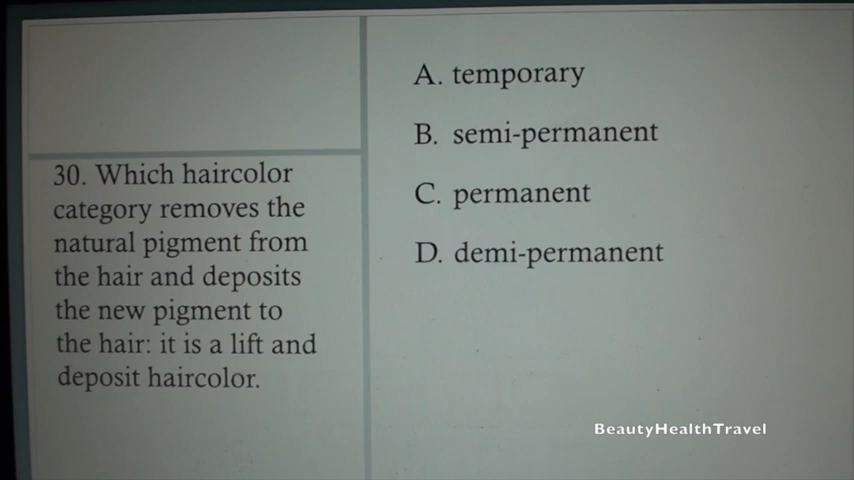 30. Which haircolor
category removes the
natural pigment from
the hair and deposits
the new pigment to
the hair: it is a lift and
deposit haircolor.
A. temporary
B. semi-permanent
C. permanent
D. demi-permanent
BeautyHealthTravel